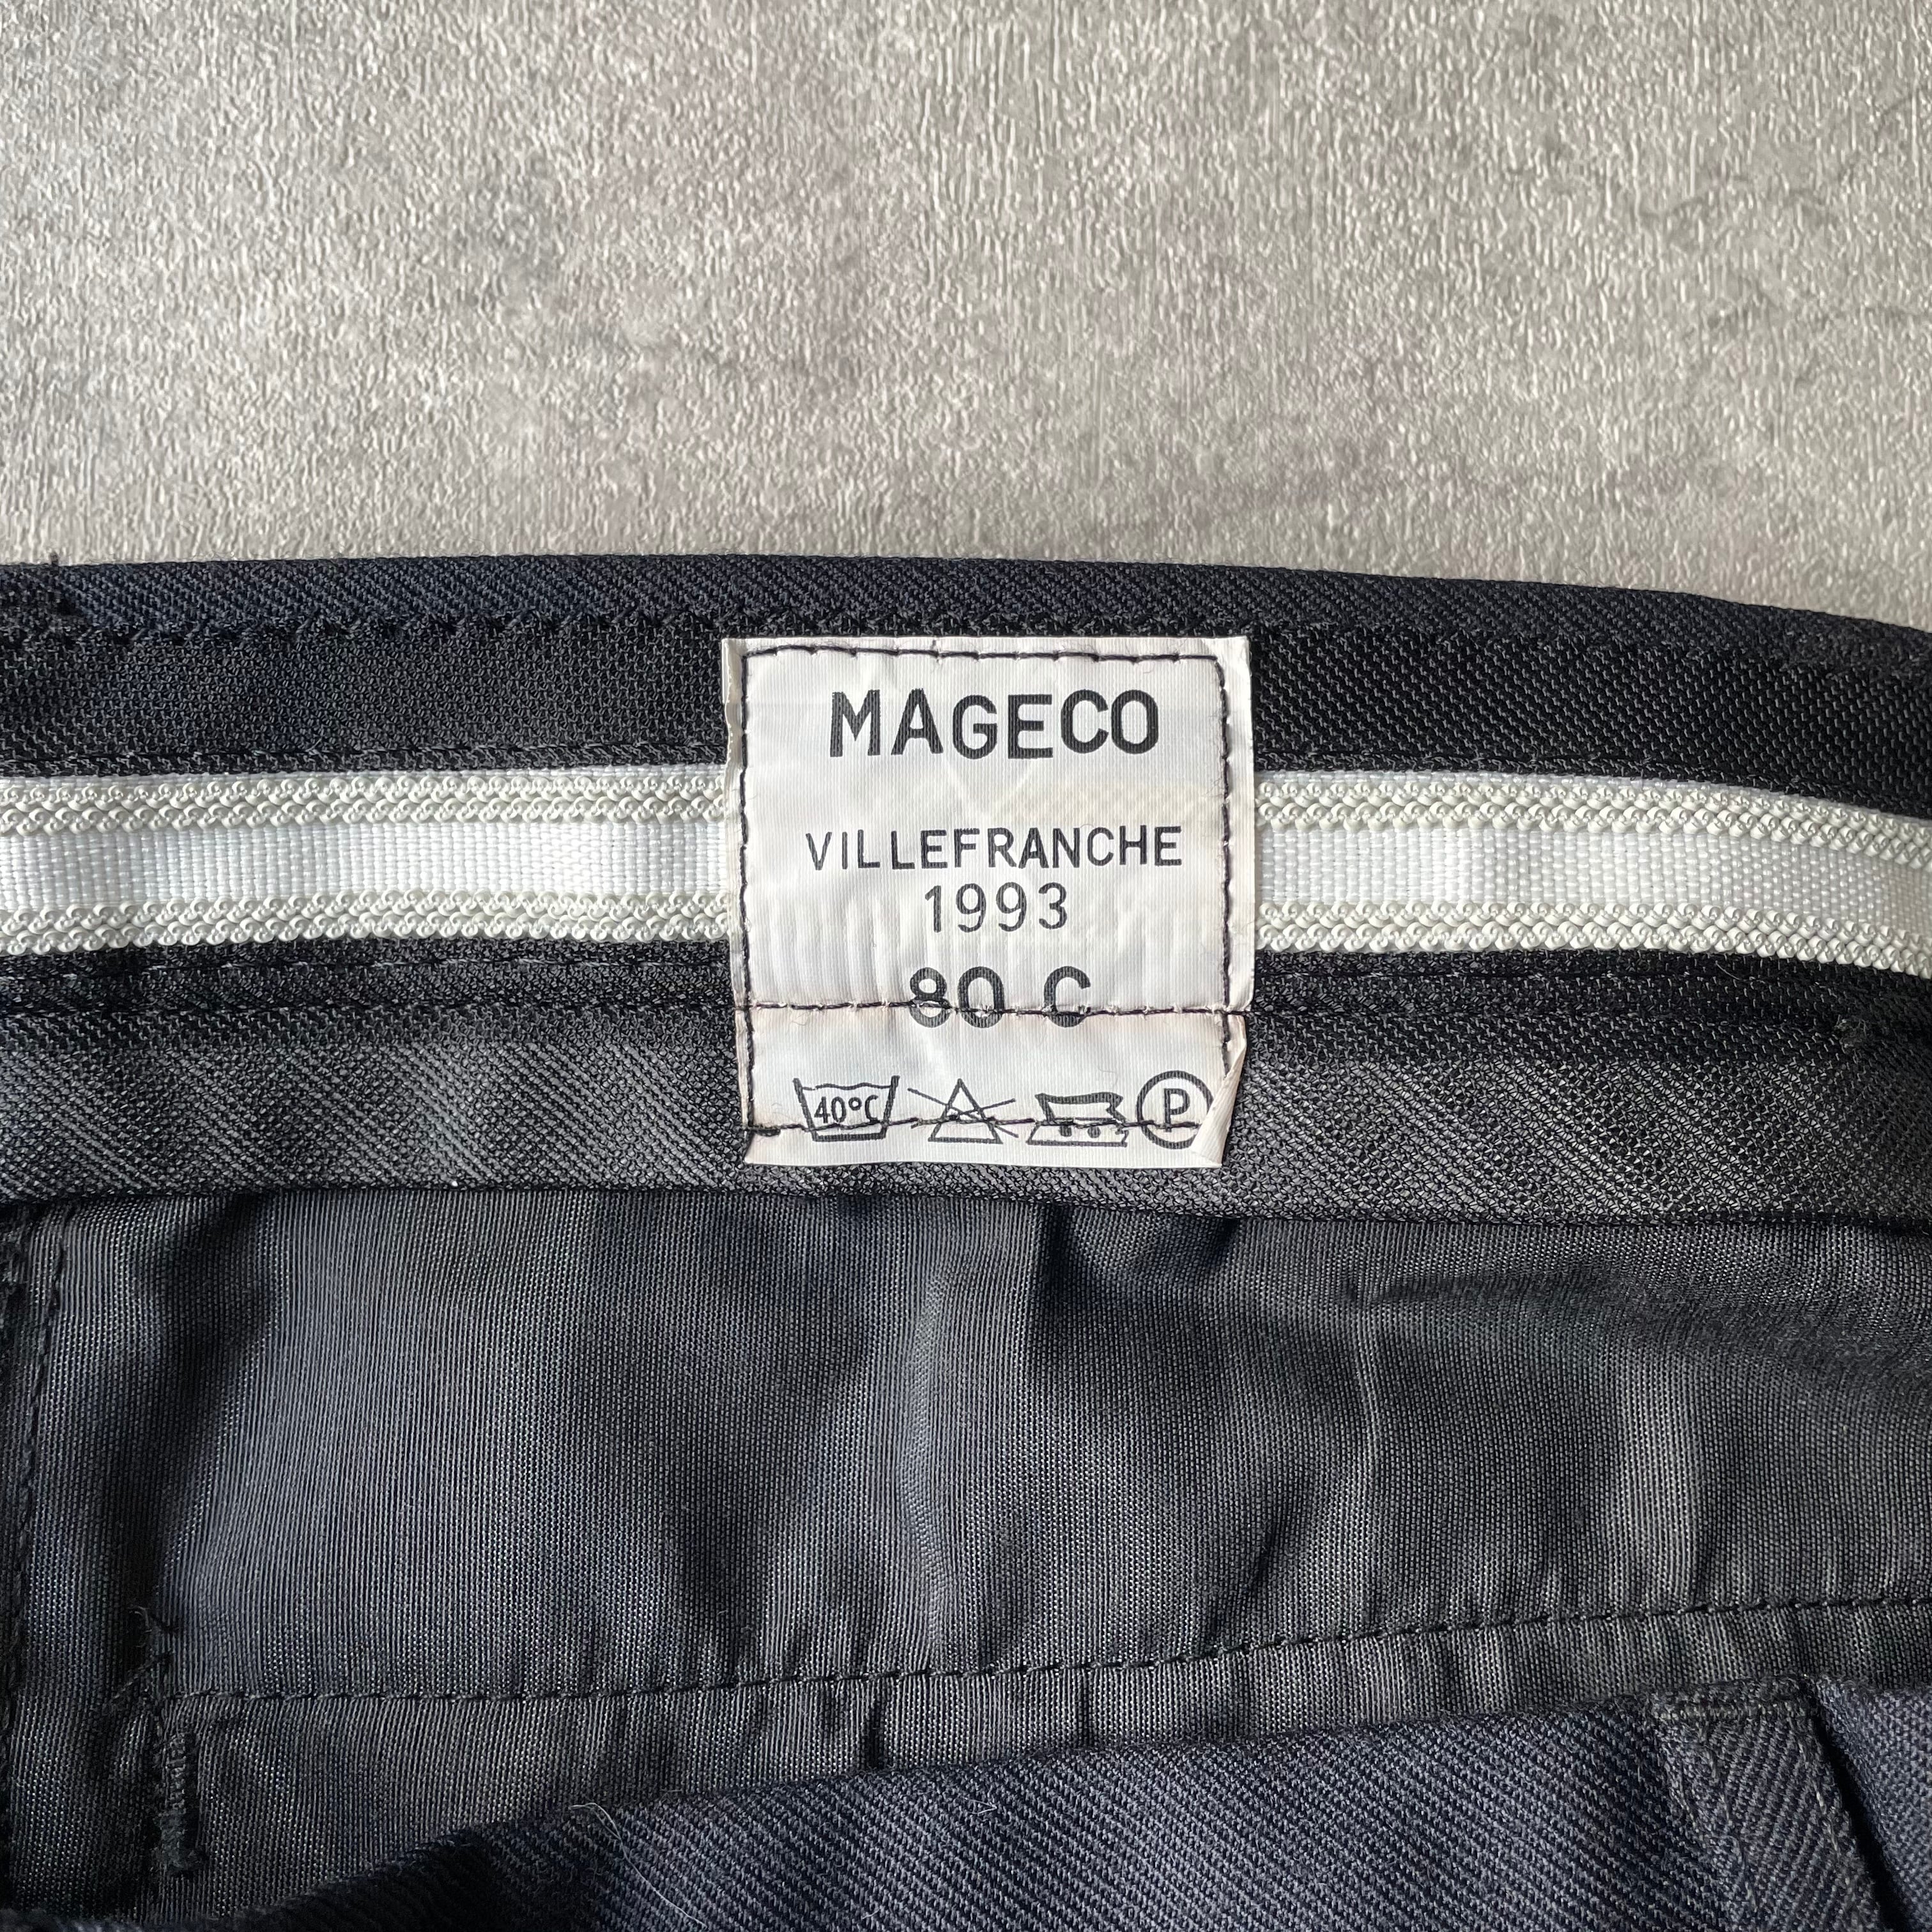 MAGECO
VILLEFRANCHE
1993
80 C
40°C P